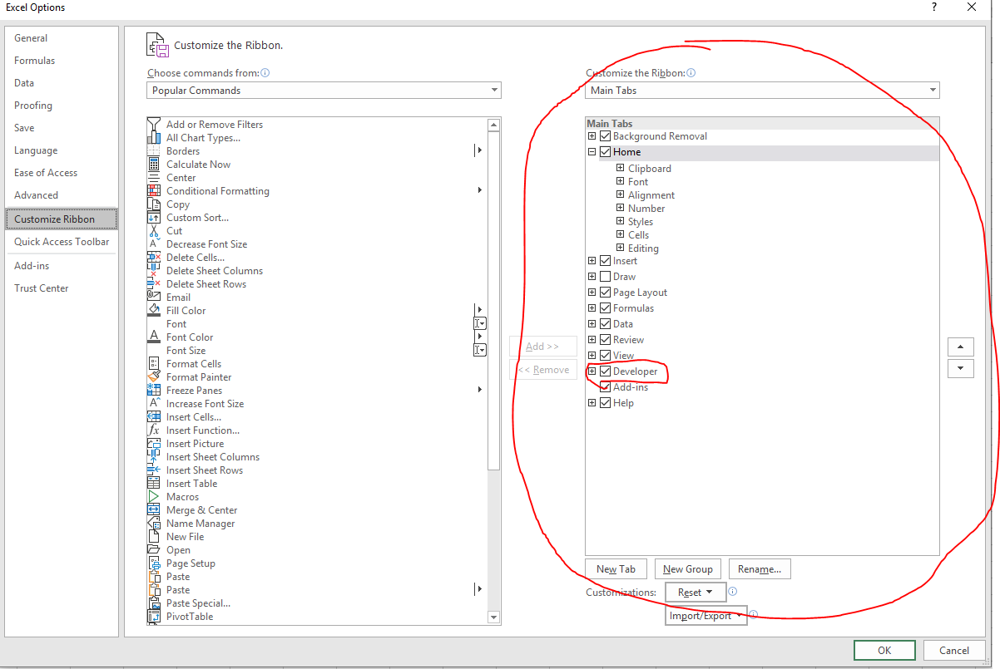 Excel Options
?
General
Formulas
Data
Proofing
Save
Language
Ease of Access
Advanced
Customize Ribbon
Quick Access Toolbar
Add-ins
Trust Center
Customize the Ribbon.
Choose commands from:
Popular Commands
Add or Remove Filters
All Chart Types...
Borders
Calculate Now
Center
Conditional Formatting
Copy
Custom Sort...
Cut
Decrease Font Size
Delete Cells...
Delete Sheet Columns
Delete Sheet Rows
Email
Fill Color
Font
Font Color
Font Size
Format Cells
Format Painter
Freeze Panes
Increase Font Size
Insert Cells...
Insert Function...
Insert Picture
Insert Sheet Columns
Insert Sheet Rows
Insert Table
Macros
Merge & Center
Name Manager
New File
Open
Page Setup
Paste
Paste
Paste Special...
PivotTable
Add >>
<< Remove
Customize the Ribbon:
Main Tabs
Main Tabs
Background Removal
Home
Clipboard
Font
Alignment
Number
Styles
Cells
Editing
Insert
Draw
Page Layout
Formulas
Data
Review
View
Developer
Add-ins
Help
New Tab
New Group
Rename...
Customizations:
Reset
Import/Export
OK
Cancel